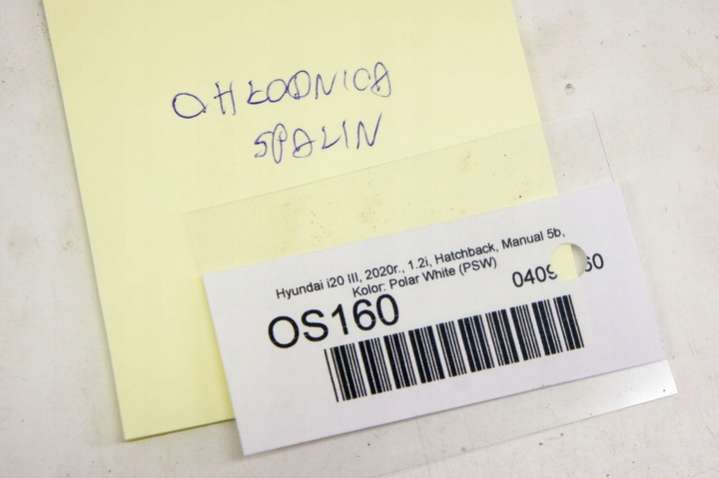 CHŁODNICA
SPALIN
Hyundai i20 III, 2020r., 1.2i, Hatchback, Manual 5b,
Kolor: Polar White (PSW)
OS160